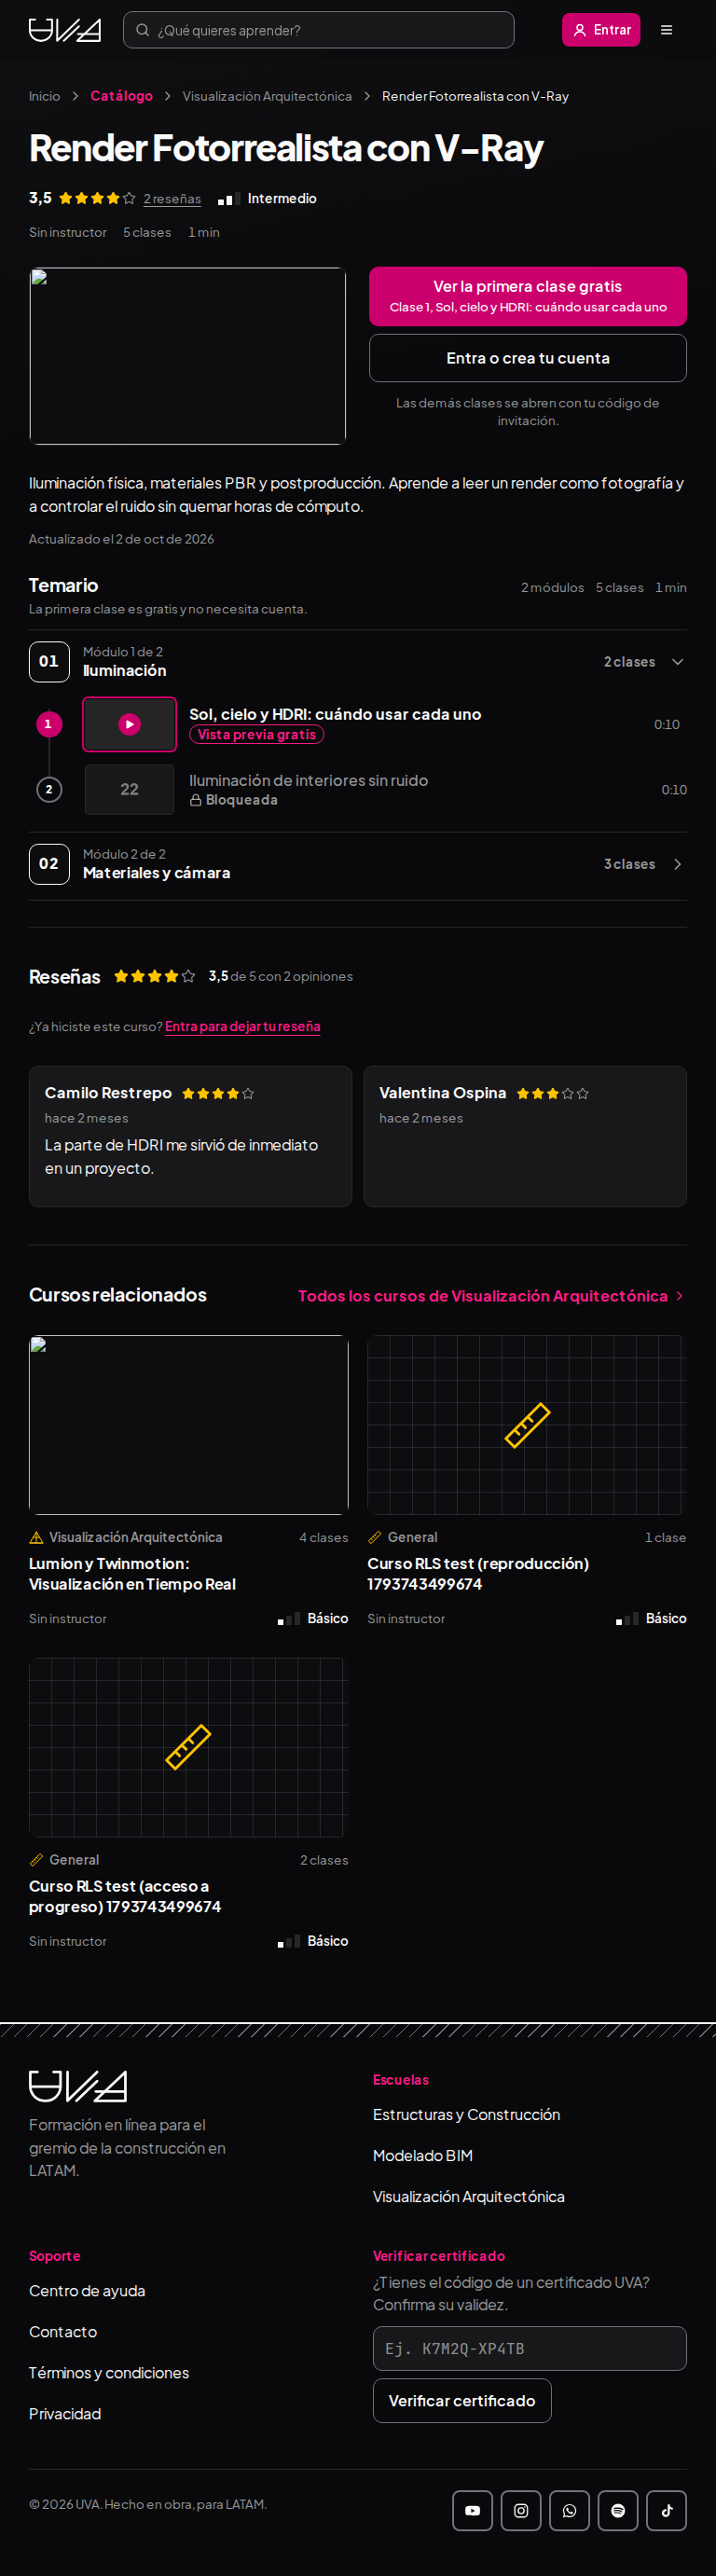 UVA
¿Qué quieres aprender?
Entrar
Inicio > Catálogo > Visualización Arquitectónica > Render Fotorrealista con V-Ray
Render Fotorrealista con V-Ray
3,5 2 reseñas Intermedio
Sin instructor 5 clases 1 min
Ver la primera clase gratis
Clase 1, Sol, cielo y HDRI: cuándo usar cada uno
Entra o crea tu cuenta
Las demás clases se abren con tu código de
invitación.
Iluminación física, materiales PBR y postproducción. Aprende a leer un render como fotografía y
a controlar el ruido sin quemar horas de cómputo.
Actualizado el 2 de oct de 2026
Temario
2 módulos 5 clases 1 min
La primera clase es gratis y no necesita cuenta.
01
Módulo 1 de 2
Iluminación
2 clases
1
Sol, cielo y HDRI: cuándo usar cada uno
Vista previa gratis
0:10
2
22
Iluminación de interiores sin ruido
Bloqueada
0:10
02
Módulo 2 de 2
Materiales y cámara
3 clases
Reseñas 3,5 de 5 con 2 opiniones
¿Ya hiciste este curso? Entra para dejar tu reseña
Camilo Restrepo
hace 2 meses
La parte de HDRI me sirvió de inmediato
en un proyecto.
Valentina Ospina
hace 2 meses
Cursos relacionados
Todos los cursos de Visualización Arquitectónica
Visualización Arquitectónica 4 clases
Lumion y Twinmotion:
Visualización en Tiempo Real
Sin instructor Básico
General 1 clase
Curso RLS test (reproducción)
1793743499674
Sin instructor Básico
General 2 clases
Curso RLS test (acceso a
progreso) 1793743499674
Sin instructor Básico
UVA
Formación en línea para el
gremio de la construcción en
LATAM.
Escuelas
Estructuras y Construcción
Modelado BIM
Visualización Arquitectónica
Soporte
Centro de ayuda
Contacto
Términos y condiciones
Privacidad
Verificar certificado
¿Tienes el código de un certificado UVA?
Confirma su validez.
Ej. K7M2Q-XP4TB
Verificar certificado
© 2026 UVA. Hecho en obra, para LATAM.